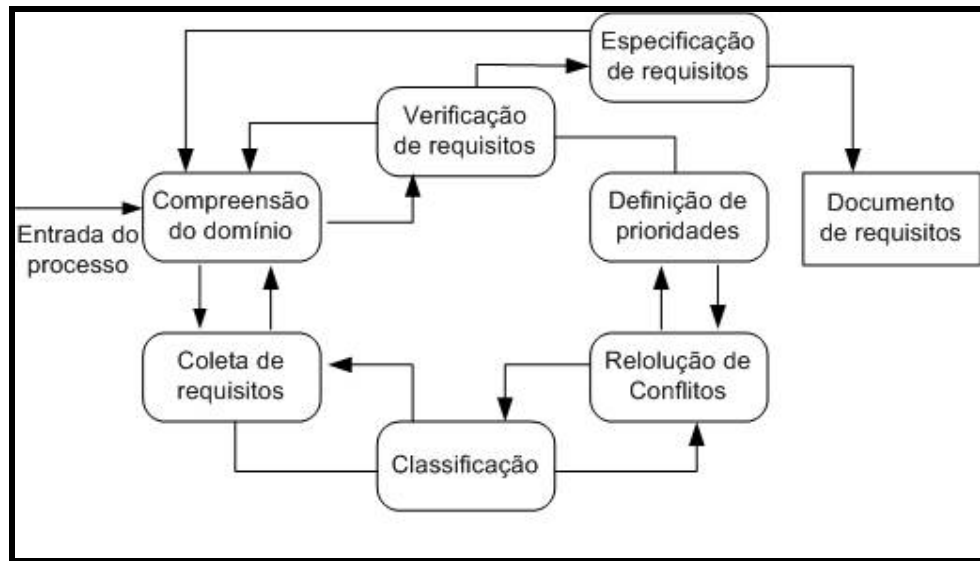 Especificação
de requisitos
Verificação
de requisitos
Compreensão
do domínio
Definição de
prioridades
Documento
de requisitos
Entrada do
processo
Coleta de
requisitos
Relolução de
Conflitos
Classificação